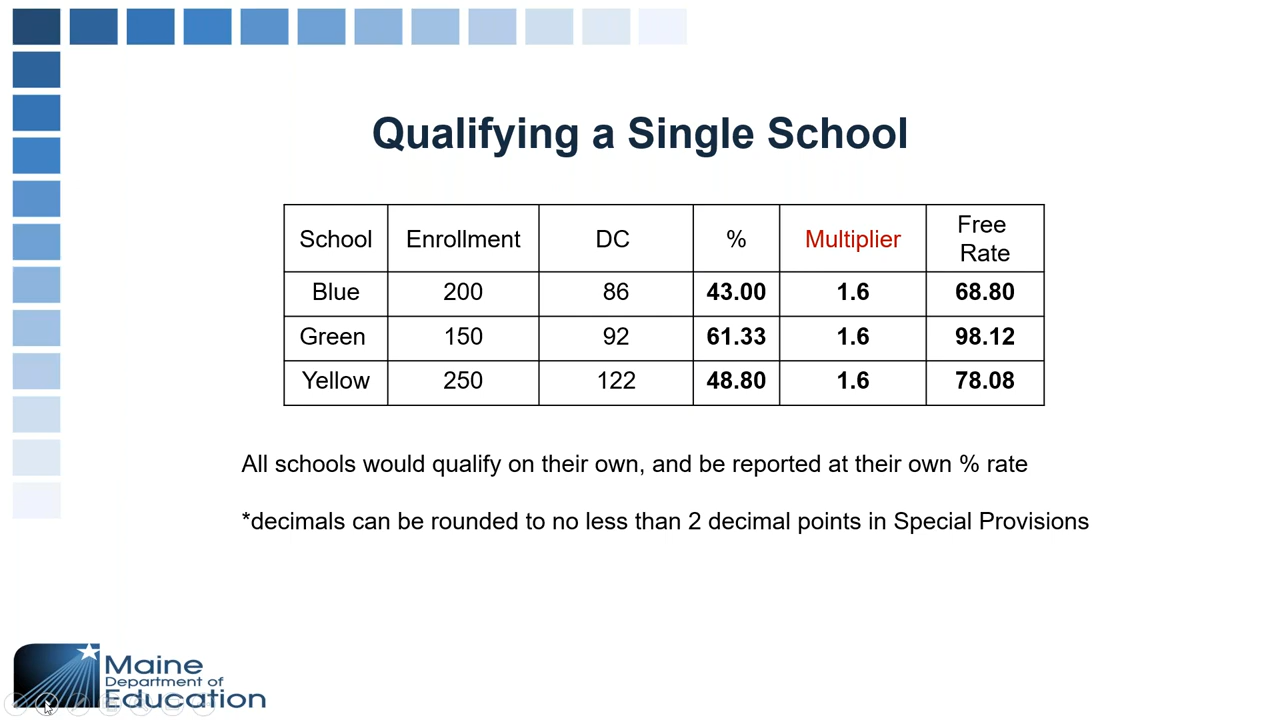 Qualifying a Single School
School Enrollment DC % Multiplier Free Rate
Blue 200 86 43.00 1.6 68.80
Green 150 92 61.33 1.6 98.12
Yellow 250 122 48.80 1.6 78.08
All schools would qualify on their own, and be reported at their own % rate
*decimals can be rounded to no less than 2 decimal points in Special Provisions
Maine
Department of
Education